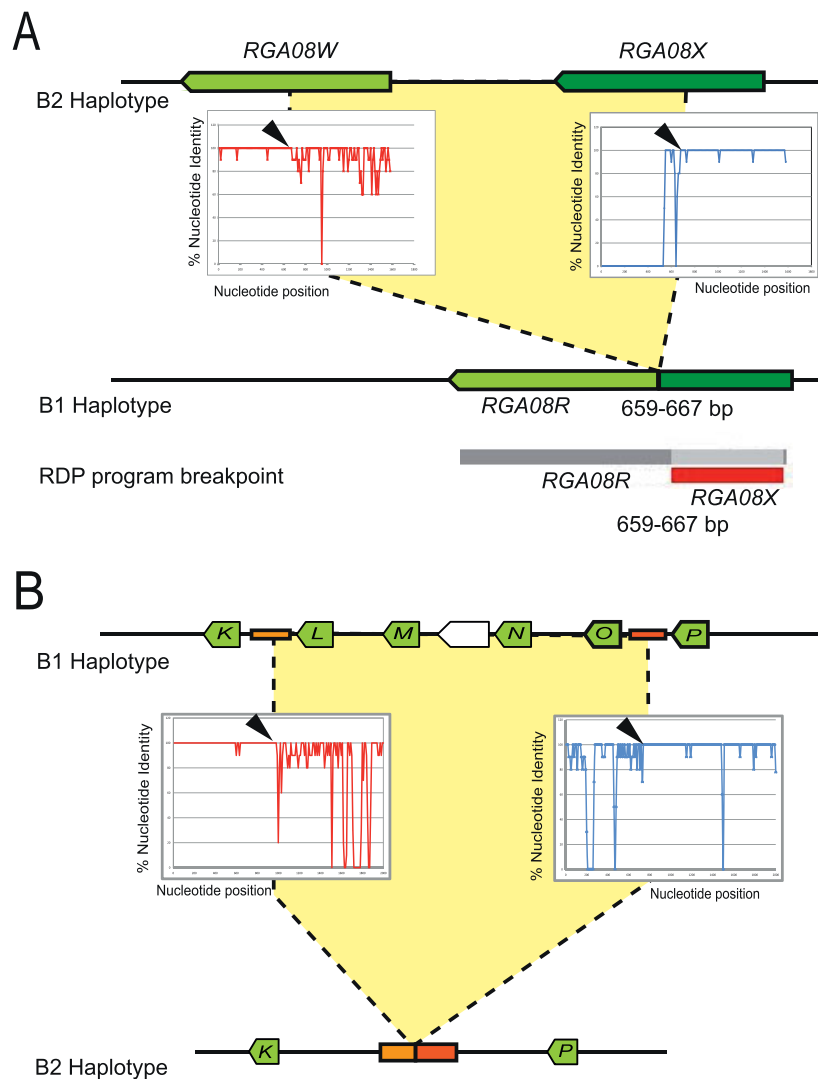 A
RGA08W RGA08X
B2 Haplotype
% Nucleotide Identity
Nucleotide position
% Nucleotide Identity
Nucleotide position
B1 Haplotype
RGA08R 659-667 bp
RDP program breakpoint
RGA08R RGA08X
659-667 bp
B
K L M N O P
B1 Haplotype
% Nucleotide Identity
Nucleotide position
% Nucleotide Identity
Nucleotide position
K P
B2 Haplotype